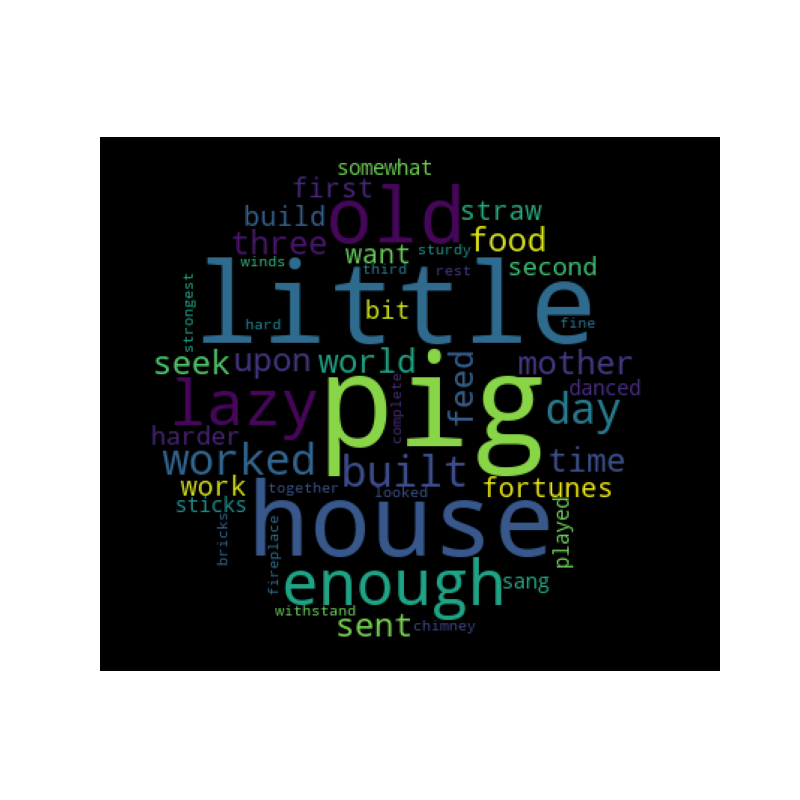 somewhat
first
old
straw
build
three
want
sturdy
food
winds
third
rest
second
little
strongest
hard
bit
fine
seek
upon
world
feed
mother
lazy
pig
complete
danced
day
harder
worked
built
time
work
together
looked
fortunes
sticks
house
played
bricks
fireplace
enough
sang
withstand
sent
chimney